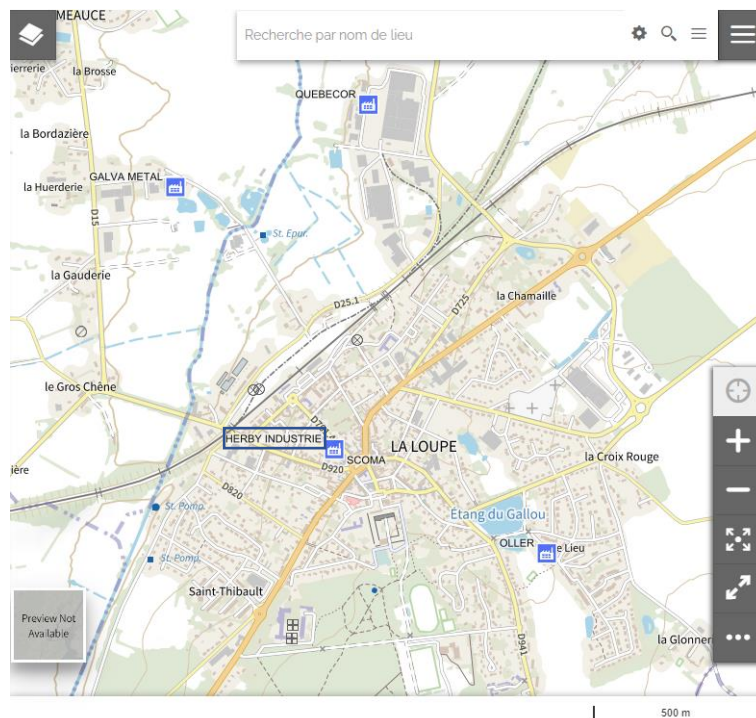 MEAUCE
Recherche par nom de lieu
la Brosse
QUEBECOR
la Bordazière
GALVA METAL
la Huerderie
D15
St. Epur.
la Gauderie
D25.1
D725
la Chamaille
le Gros Chêne
HERBY INDUSTRIE
LA LOUPE
SCOMA
D920
la Croix Rouge
D820
St. Pomp.
Étang du Gallou
OLLER
e Lieu
St. Pomp.
Saint-Thibault
Preview Not
Available
D941
la Glonner
500 m